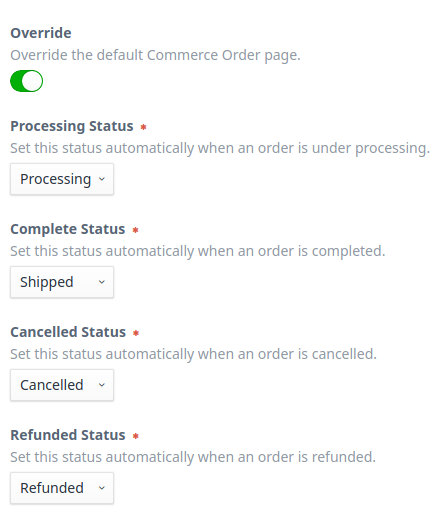 Override
Override the default Commerce Order page.
Processing Status *
Set this status automatically when an order is under processing.
Processing
Complete Status *
Set this status automatically when an order is completed.
Shipped
Cancelled Status *
Set this status automatically when an order is cancelled.
Cancelled
Refunded Status *
Set this status automatically when an order is refunded.
Refunded